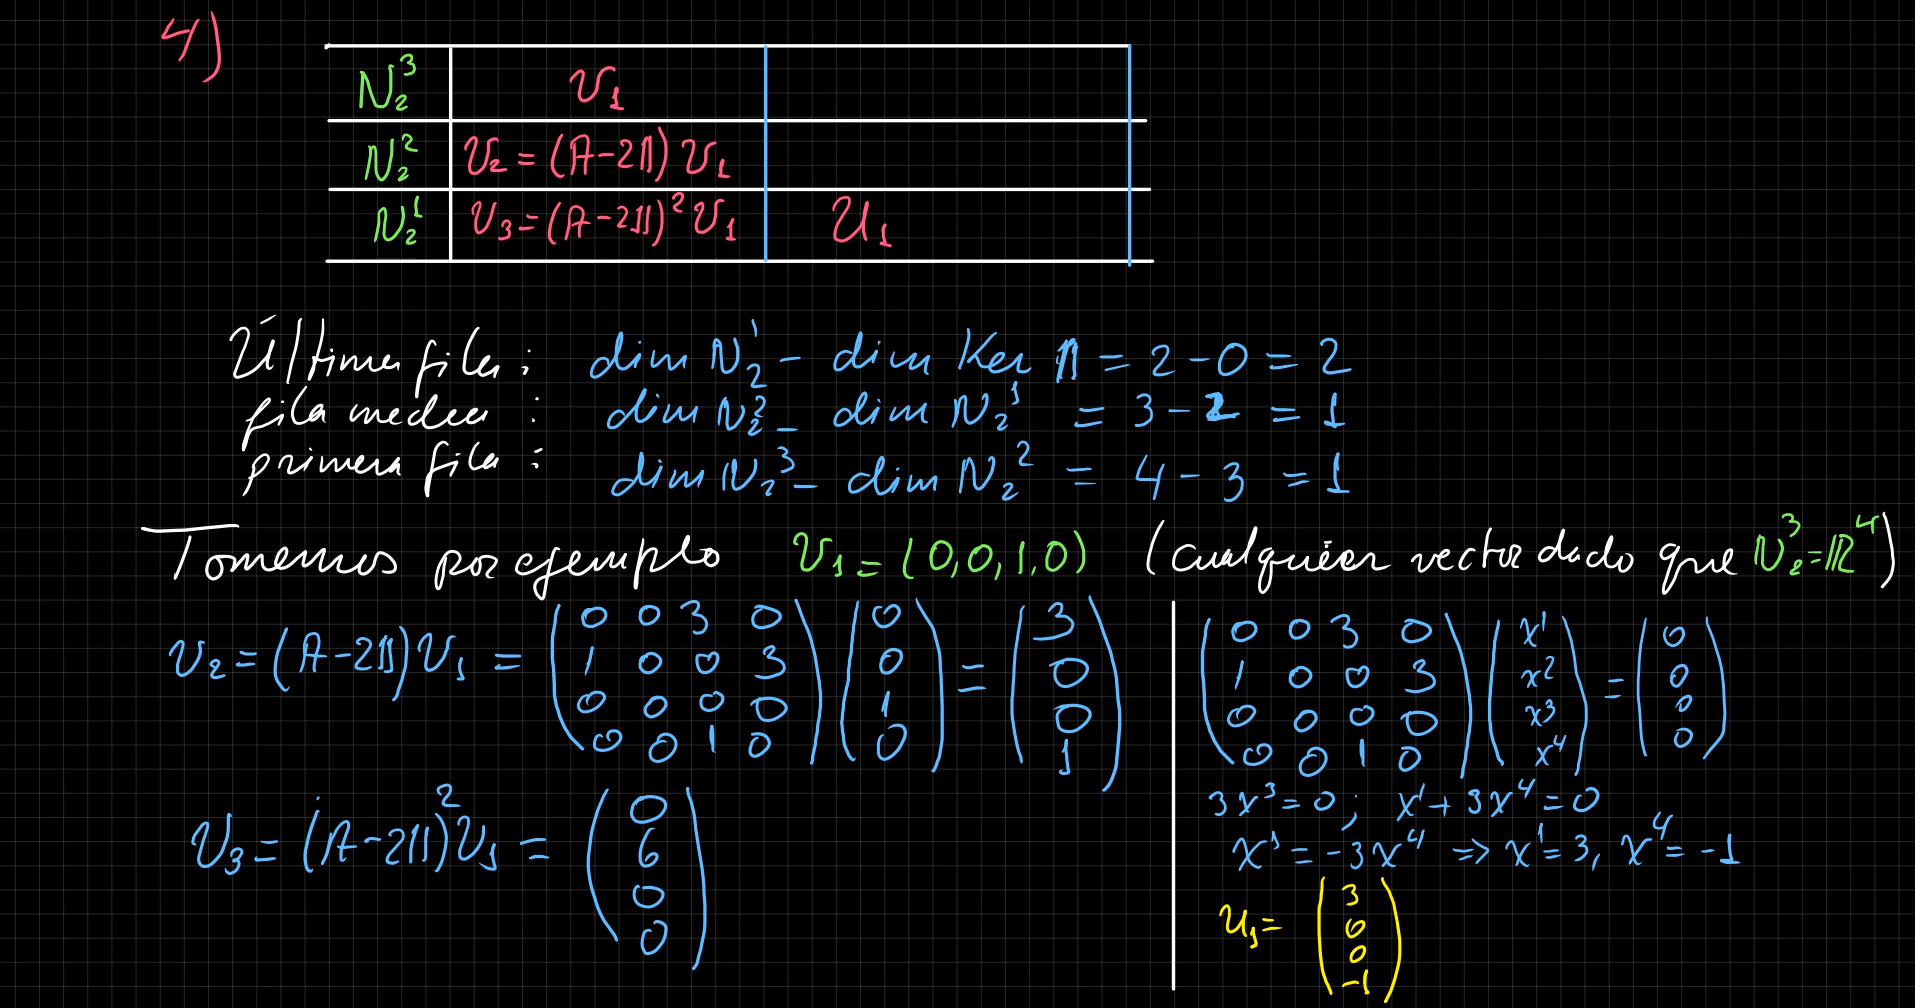 4)
N₂³ v₁
N₂² v₂ = (A-2𝟙) v₁
N₂¹ v₃ = (A-2𝟙)² v₁ u₁
Última fila: dim N₂¹ - dim Ker 𝟙 = 2 - 0 = 2
fila media: dim N₂² - dim N₂¹ = 3 - 2 = 1
primera fila: dim N₂³ - dim N₂² = 4 - 3 = 1
Tomemos por ejemplo v₁ = (0,0,1,0) (cualquier vector dado que N₂³ = ℝ⁴)
v₂ = (A-2𝟙) v₁ = (0 0 3 0; 1 0 0 3; 0 0 0 0; 0 0 1 0) (0; 0; 1; 0) = (3; 0; 0; 1)
v₃ = (A-2𝟙)² v₁ = (0; 6; 0; 0)
(0 0 3 0; 1 0 0 3; 0 0 0 0; 0 0 1 0) (x¹; x²; x³; x⁴) = (0; 0; 0; 0)
3x³ = 0; x¹ + 3x⁴ = 0
x¹ = -3x⁴ => x¹ = 3, x⁴ = -1
u₁ = (3; 0; 0; -1)